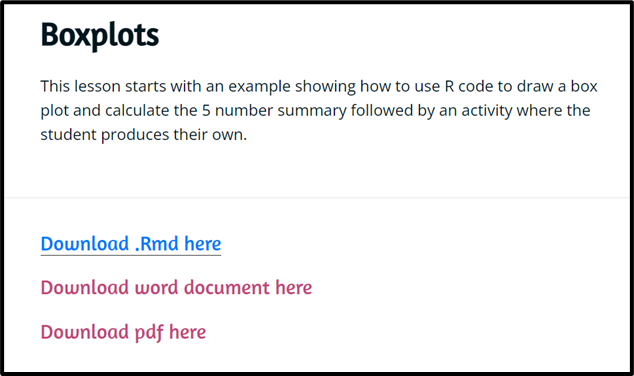 Boxplots
This lesson starts with an example showing how to use R code to draw a box
plot and calculate the 5 number summary followed by an activity where the
student produces their own.
Download .Rmd here
Download word document here
Download pdf here